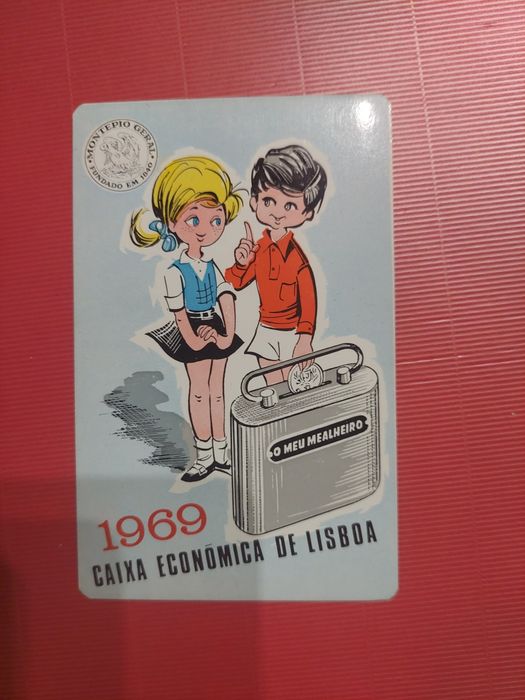 MONTEPIO GERAL
FUNDADO EM 1840
O MEU MEALHEIRO
1969
CAIXA ECONÓMICA DE LISBOA